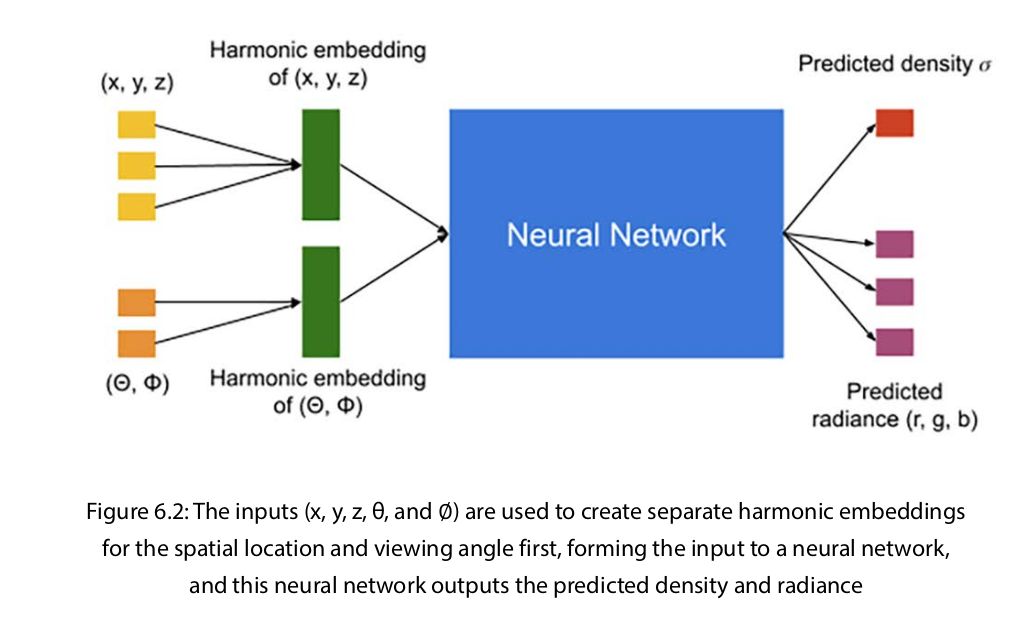 Harmonic embedding
of (x, y, z)
(x, y, z)
Predicted density σ
Neural Network
(Θ, Φ)
Harmonic embedding
of (Θ, Φ)
Predicted
radiance (r, g, b)
Figure 6.2: The inputs (x, y, z, θ, and Ø) are used to create separate harmonic embeddings
for the spatial location and viewing angle first, forming the input to a neural network,
and this neural network outputs the predicted density and radiance